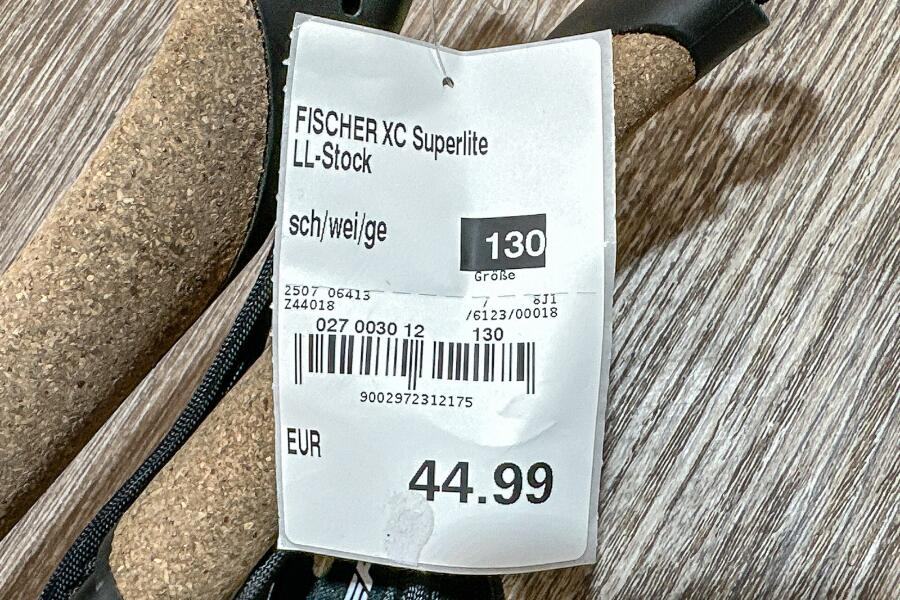 FISCHER XC Superlite
LL-Stock
sch/wei/ge
130
Größe
2507 06413 / 8J1
Z44018 /6123/00018
027 0030 12 130
9002972312175
EUR
44.99